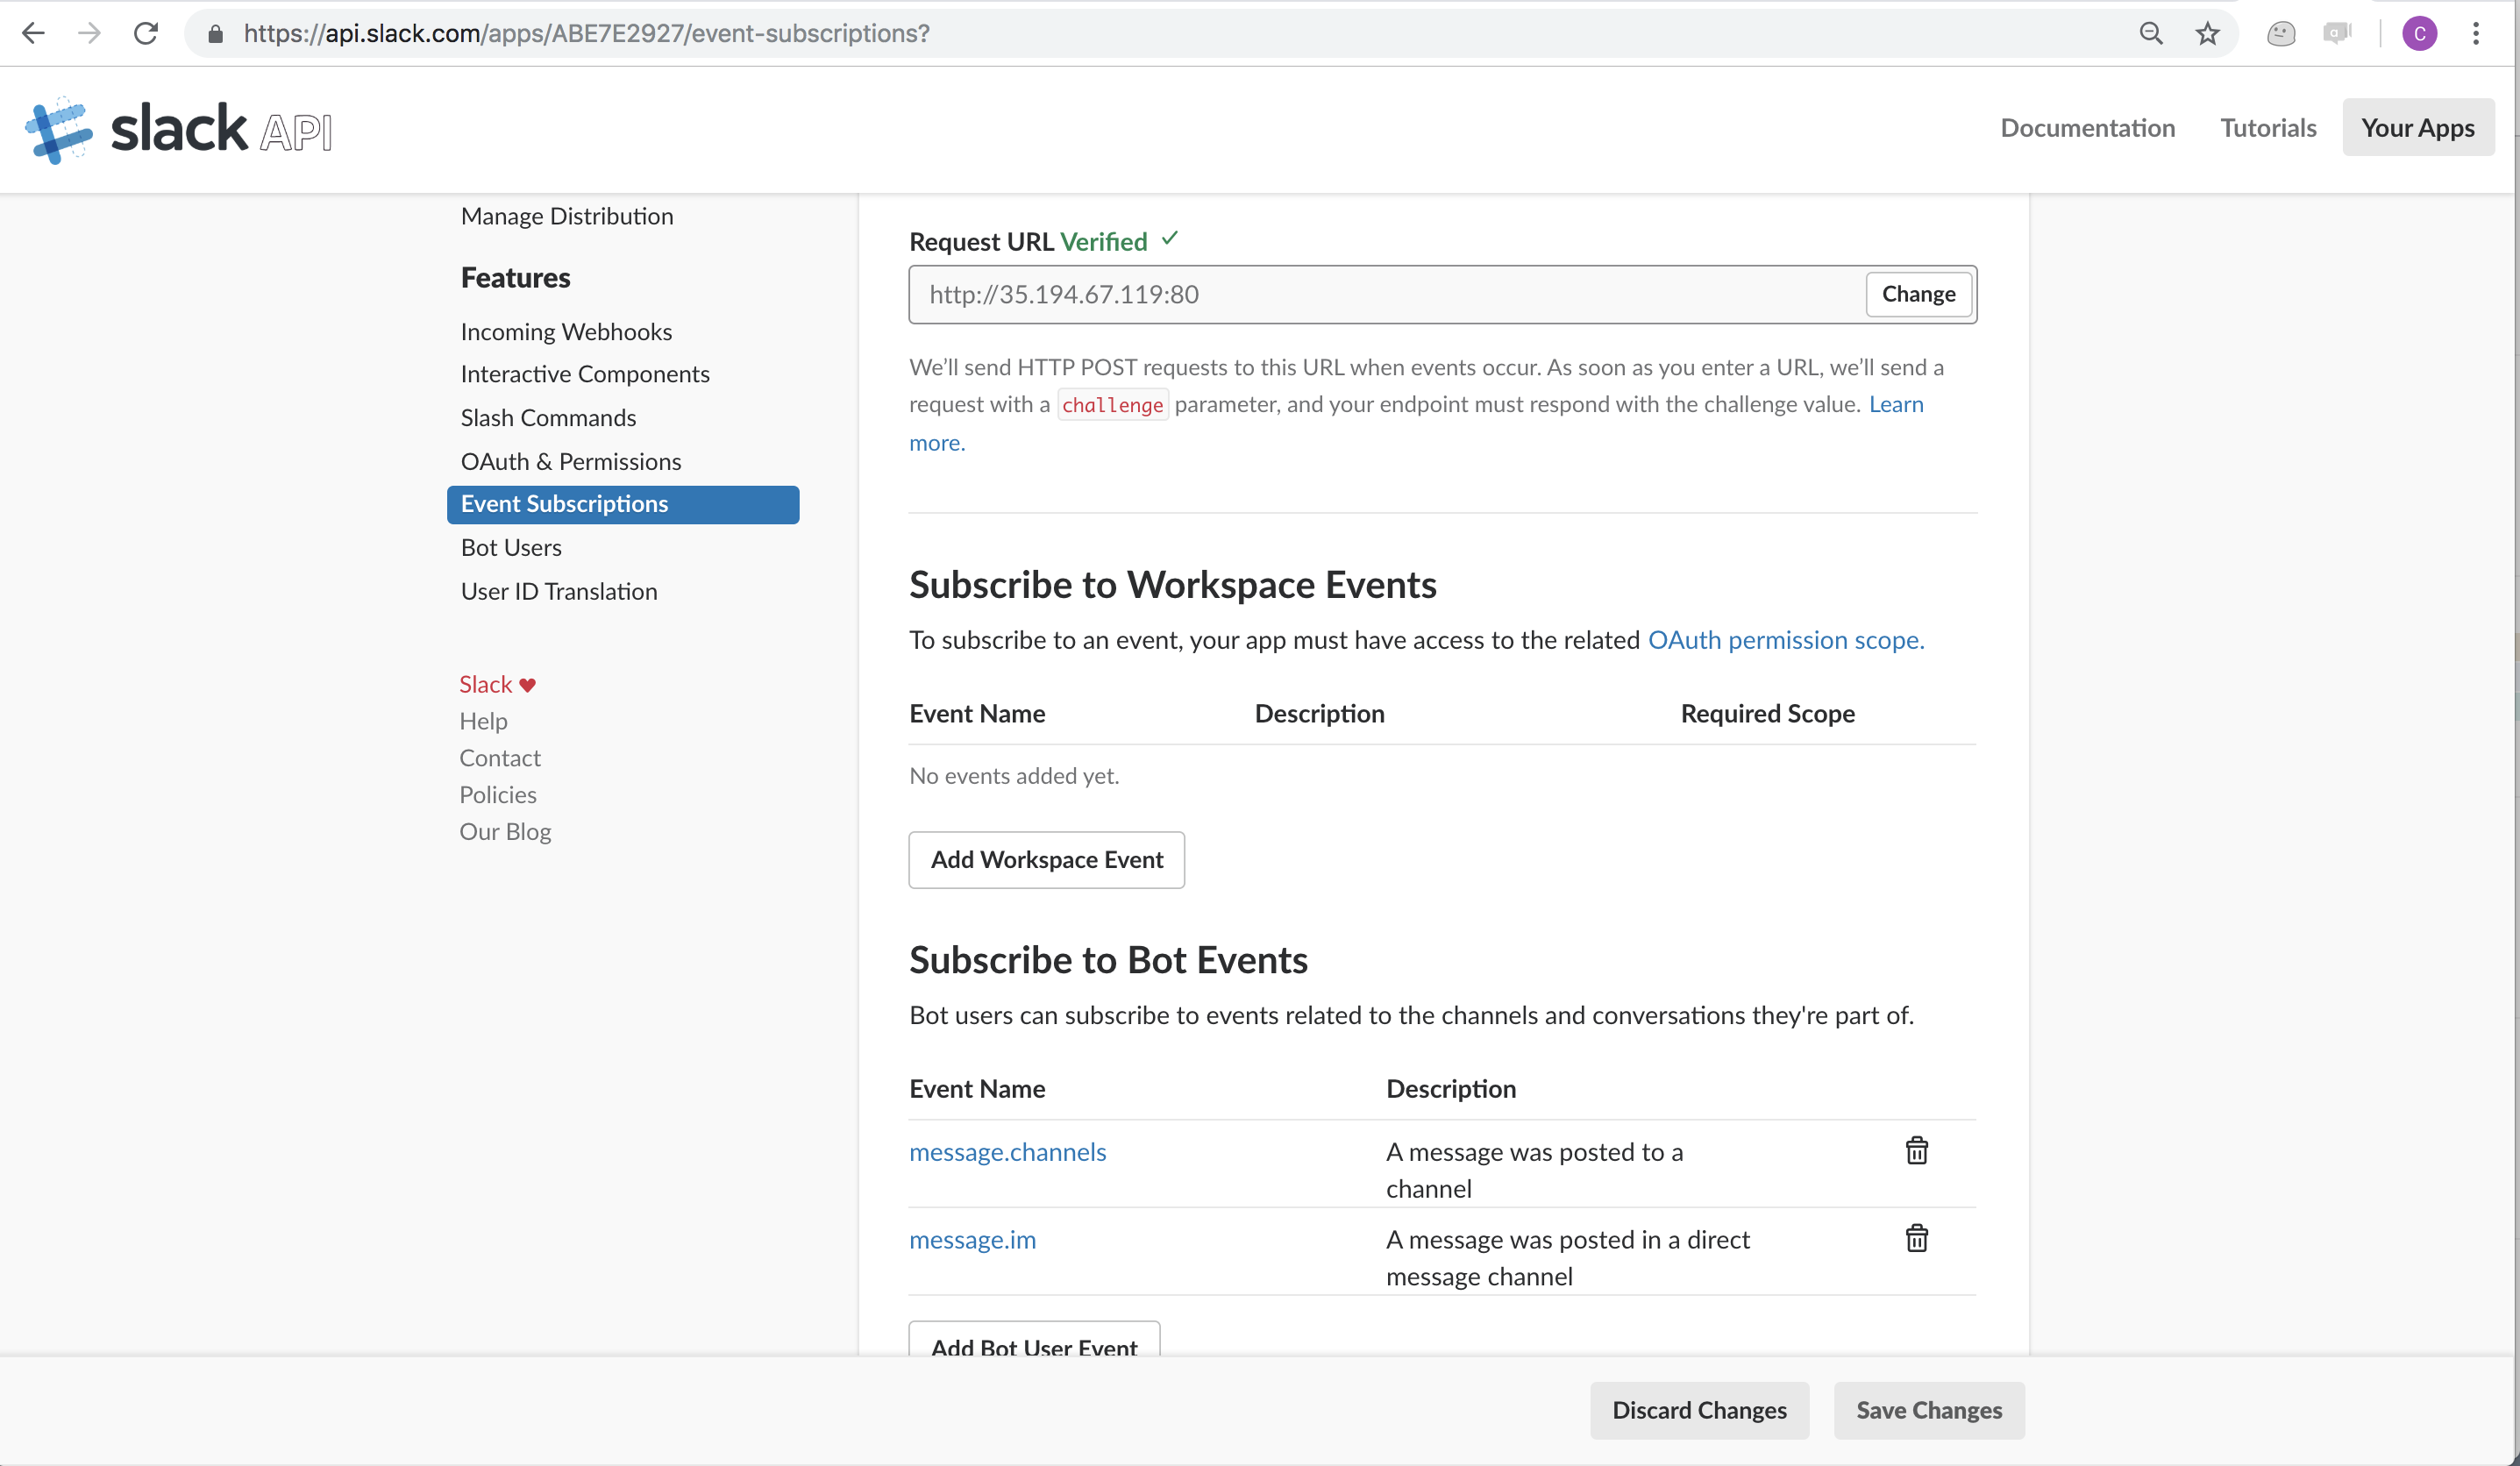 https://api.slack.com/apps/ABE7E2927/event-subscriptions?
C
slack API
Documentation
Tutorials
Your Apps
Manage Distribution
Features
Incoming Webhooks
Interactive Components
Slash Commands
OAuth & Permissions
Event Subscriptions
Bot Users
User ID Translation
Slack
Help
Contact
Policies
Our Blog
Request URL Verified
http://35.194.67.119:80
Change
We’ll send HTTP POST requests to this URL when events occur. As soon as you enter a URL, we’ll send a
request with a challenge parameter, and your endpoint must respond with the challenge value. Learn
more.
Subscribe to Workspace Events
To subscribe to an event, your app must have access to the related OAuth permission scope.
Event Name Description Required Scope
No events added yet.
Add Workspace Event
Subscribe to Bot Events
Bot users can subscribe to events related to the channels and conversations they're part of.
Event Name Description
message.channels A message was posted to a
channel
message.im A message was posted in a direct
message channel
Add Bot User Event
Discard Changes
Save Changes